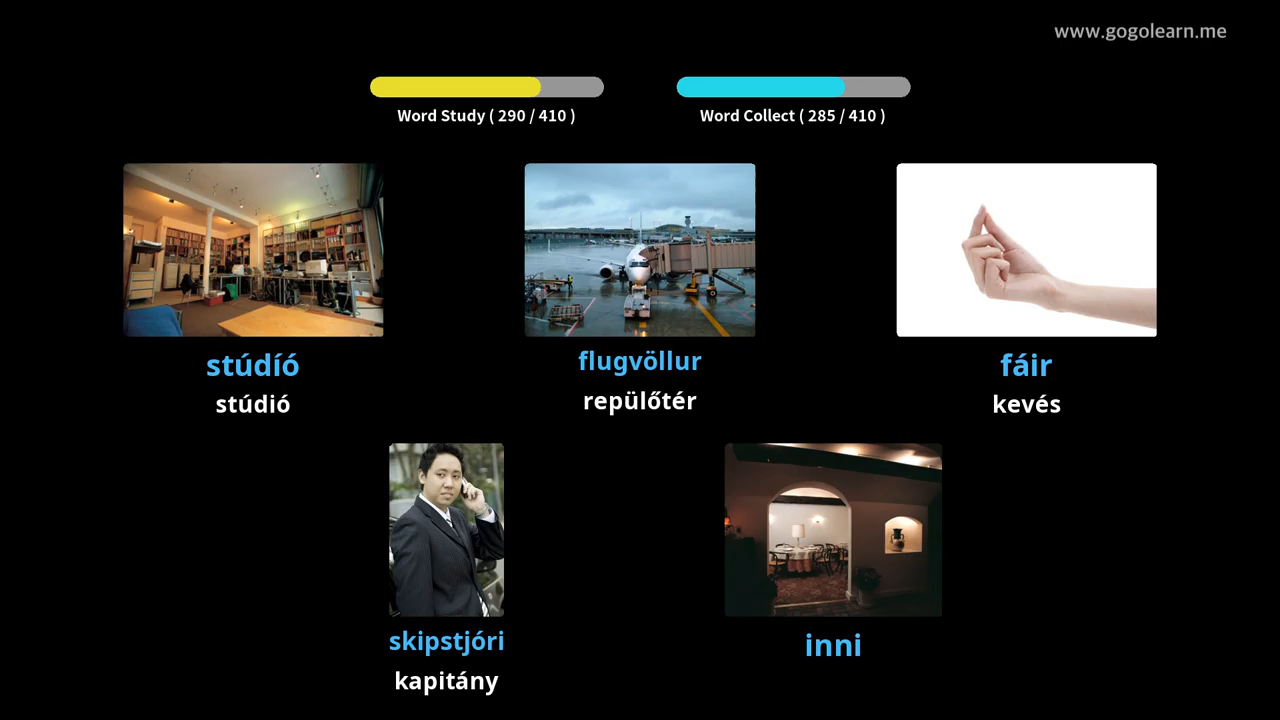 www.gogolearn.me
Word Study ( 290 / 410 )
Word Collect ( 285 / 410 )
stúdíó
stúdió
flugvöllur
repülőtér
fáir
kevés
skipstjóri
kapitány
inni